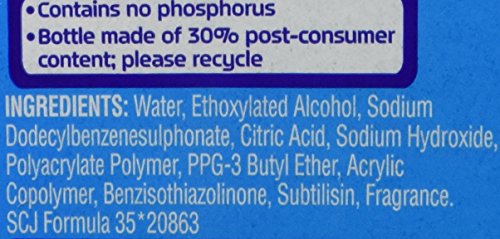 •Contains no phosphorus
•Bottle made of 30% post-consumer
content; please recycle
INGREDIENTS: Water, Ethoxylated Alcohol, Sodium
Dodecylbenzenesulphonate, Citric Acid, Sodium Hydroxide,
Polyacrylate Polymer, PPG-3 Butyl Ether, Acrylic
Copolymer, Benzisothiazolinone, Subtilisin, Fragrance.
SCJ Formula 35*20863